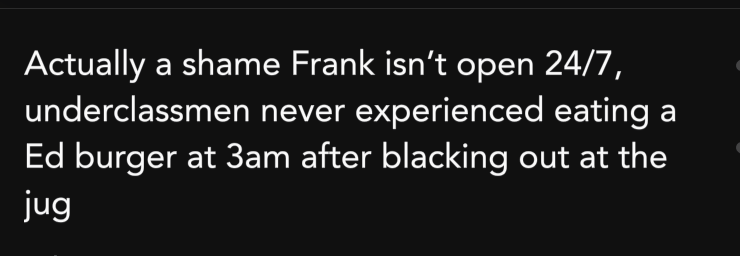 Actually a shame Frank isn’t open 24/7,
underclassmen never experienced eating a
Ed burger at 3am after blacking out at the
jug